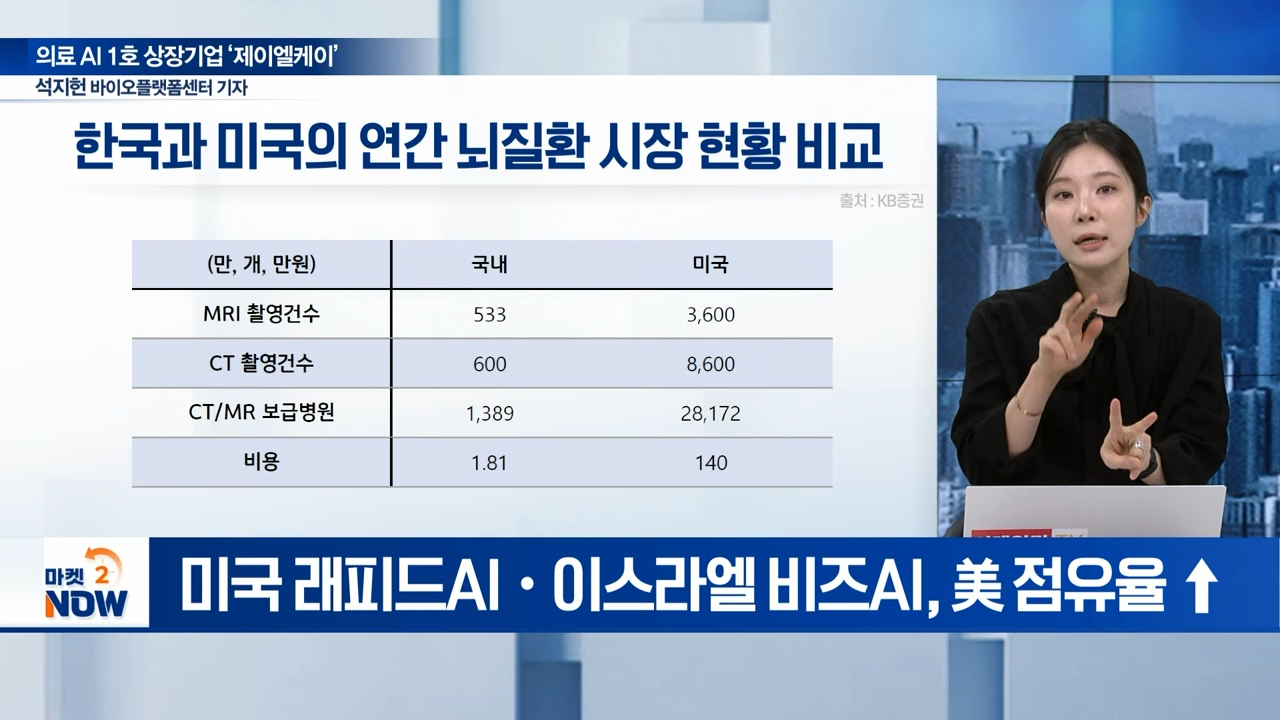 의료 AI 1호 상장기업 ‘제이엘케이’
석지헌 바이오플랫폼센터 기자
한국과 미국의 연간 뇌질환 시장 현황 비교
출처 : KB증권
(만, 개, 만원) 국내 미국
MRI 촬영건수 533 3,600
CT 촬영건수 600 8,600
CT/MR 보급병원 1,389 28,172
비용 1.81 140
마켓 2
NOW
미국 래피드AI · 이스라엘 비즈AI, 美 점유율 ↑